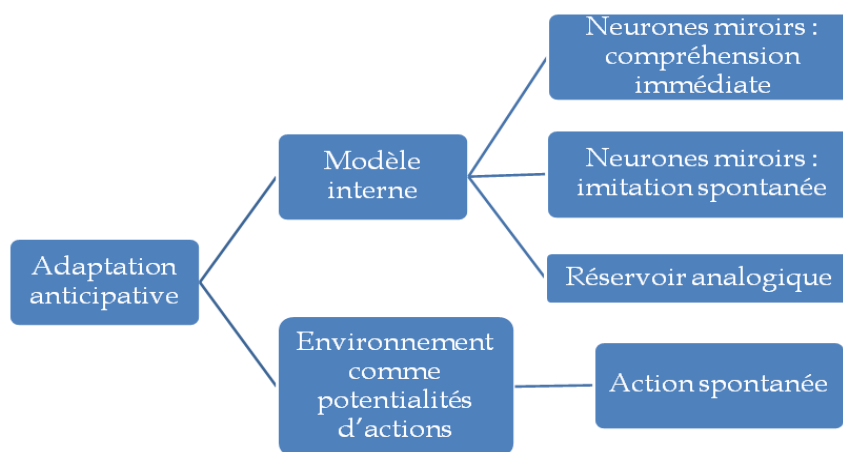 Neurones miroirs :
compréhension
immédiate
Modèle
interne
Neurones miroirs :
imitation spontanée
Adaptation
anticipative
Réservoir analogique
Environnement
comme
potentialités
d'actions
Action spontanée